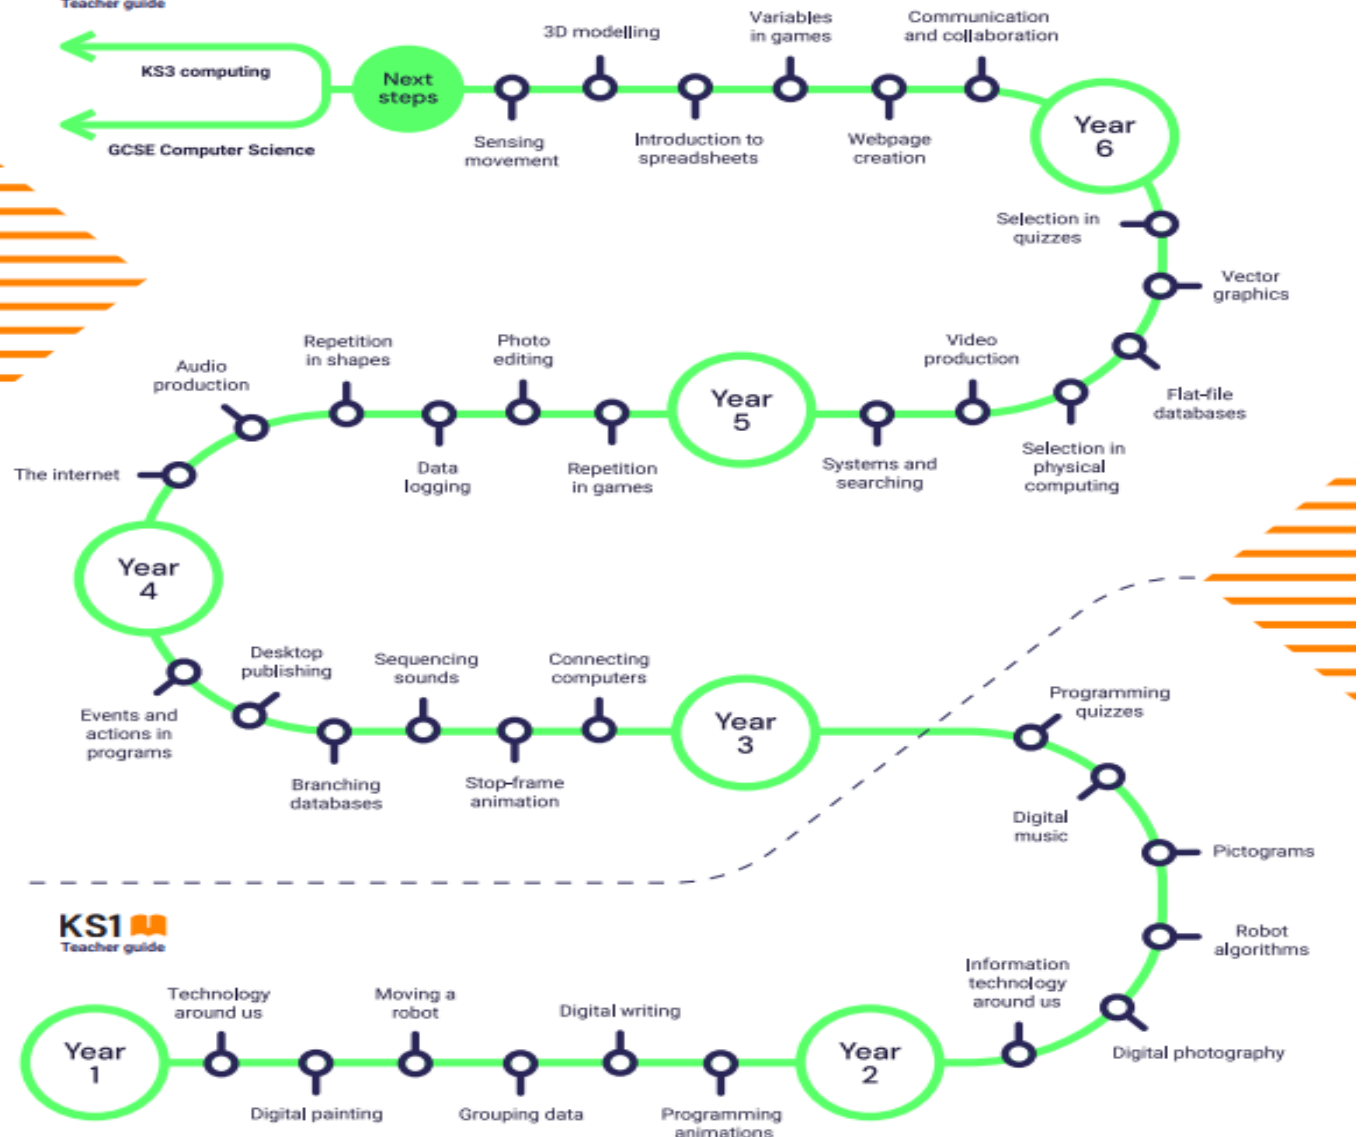 Teacher guide
KS3 computing
GCSE Computer Science
Next
steps
Sensing
movement
3D modelling
Introduction to
spreadsheets
Variables
in games
Webpage
creation
Communication
and collaboration
Year
6
Selection in
quizzes
Vector
graphics
Flat-file
databases
Selection in
physical
computing
Video
production
Systems and
searching
Year
5
Repetition
in games
Photo
editing
Data
logging
Repetition
in shapes
Audio
production
The internet
Year
4
Events and
actions in
programs
Desktop
publishing
Branching
databases
Sequencing
sounds
Stop-frame
animation
Connecting
computers
Year
3
Programming
quizzes
Digital
music
Pictograms
Robot
algorithms
Digital photography
Information
technology
around us
KS1
Teacher guide
Year
1
Technology
around us
Digital painting
Moving a
robot
Grouping data
Digital writing
Programming
animations
Year
2